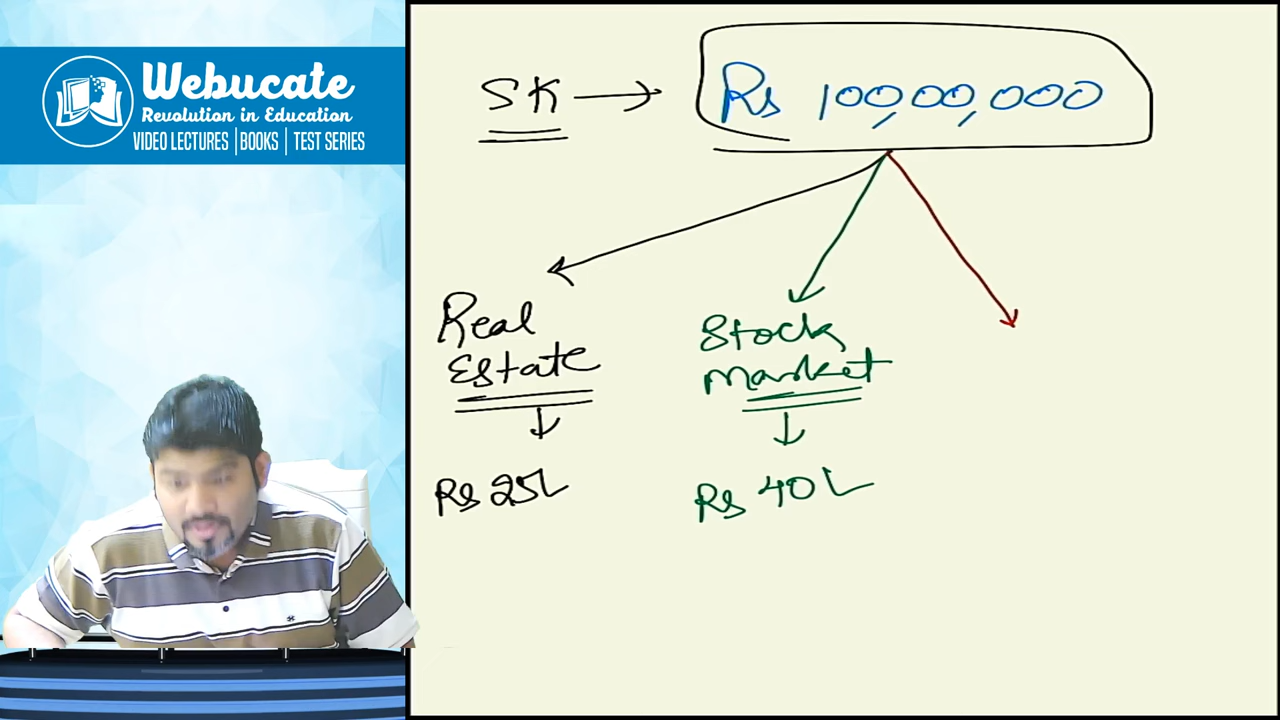 Webucate
Revolution in Education
VIDEO LECTURES | BOOKS | TEST SERIES
SK → Rs 100,00,000
Real
Estate
Rs 25L
Stock
Market
Rs 40L